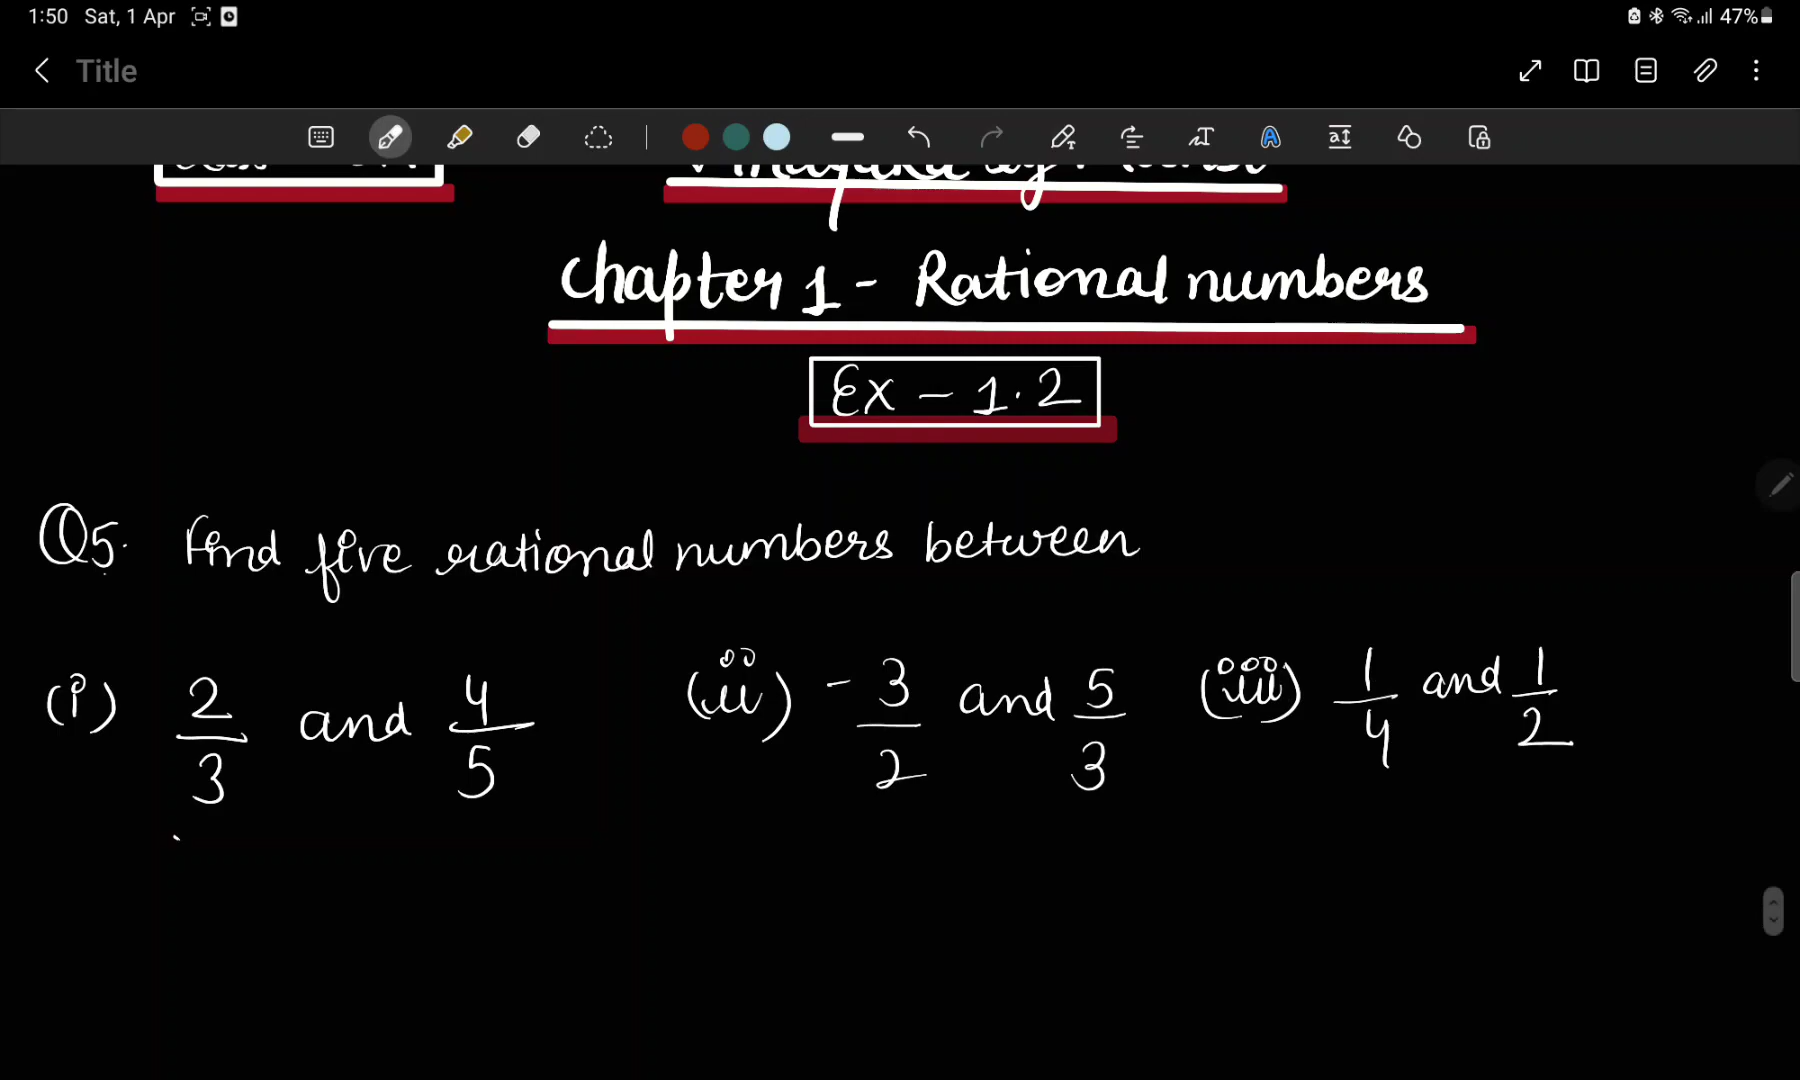 1:50 Sat, 1 Apr 47%
Title
Chapter 1 - Rational numbers
Ex - 1.2
Q5. Find five rational numbers between
(i) 2/3 and 4/5 (ii) -3/2 and 5/3 (iii) 1/4 and 1/2